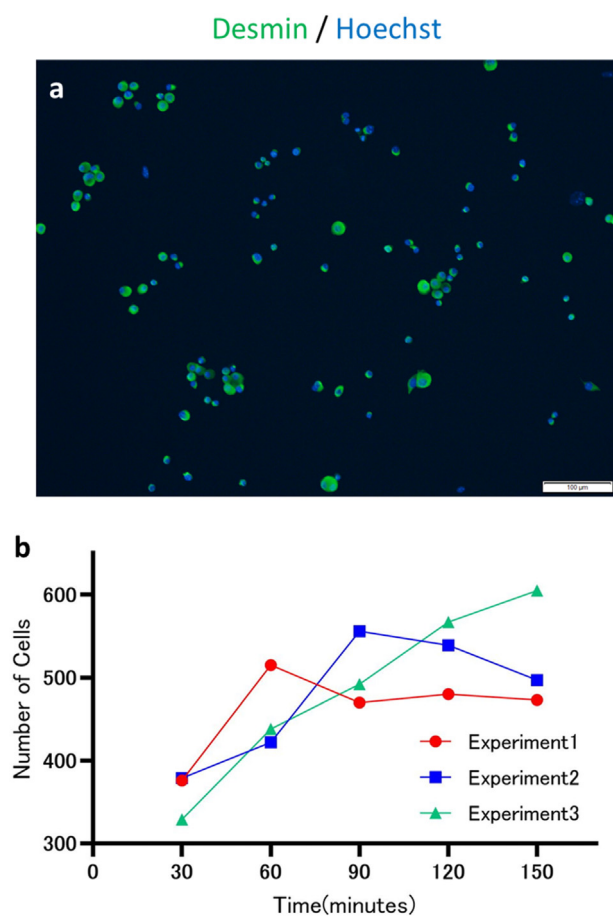 Desmin / Hoechst
a
100 µm
b
Number of Cells
600
500
400
300
0 30 60 90 120 150
Time(minutes)
Experiment1
Experiment2
Experiment3